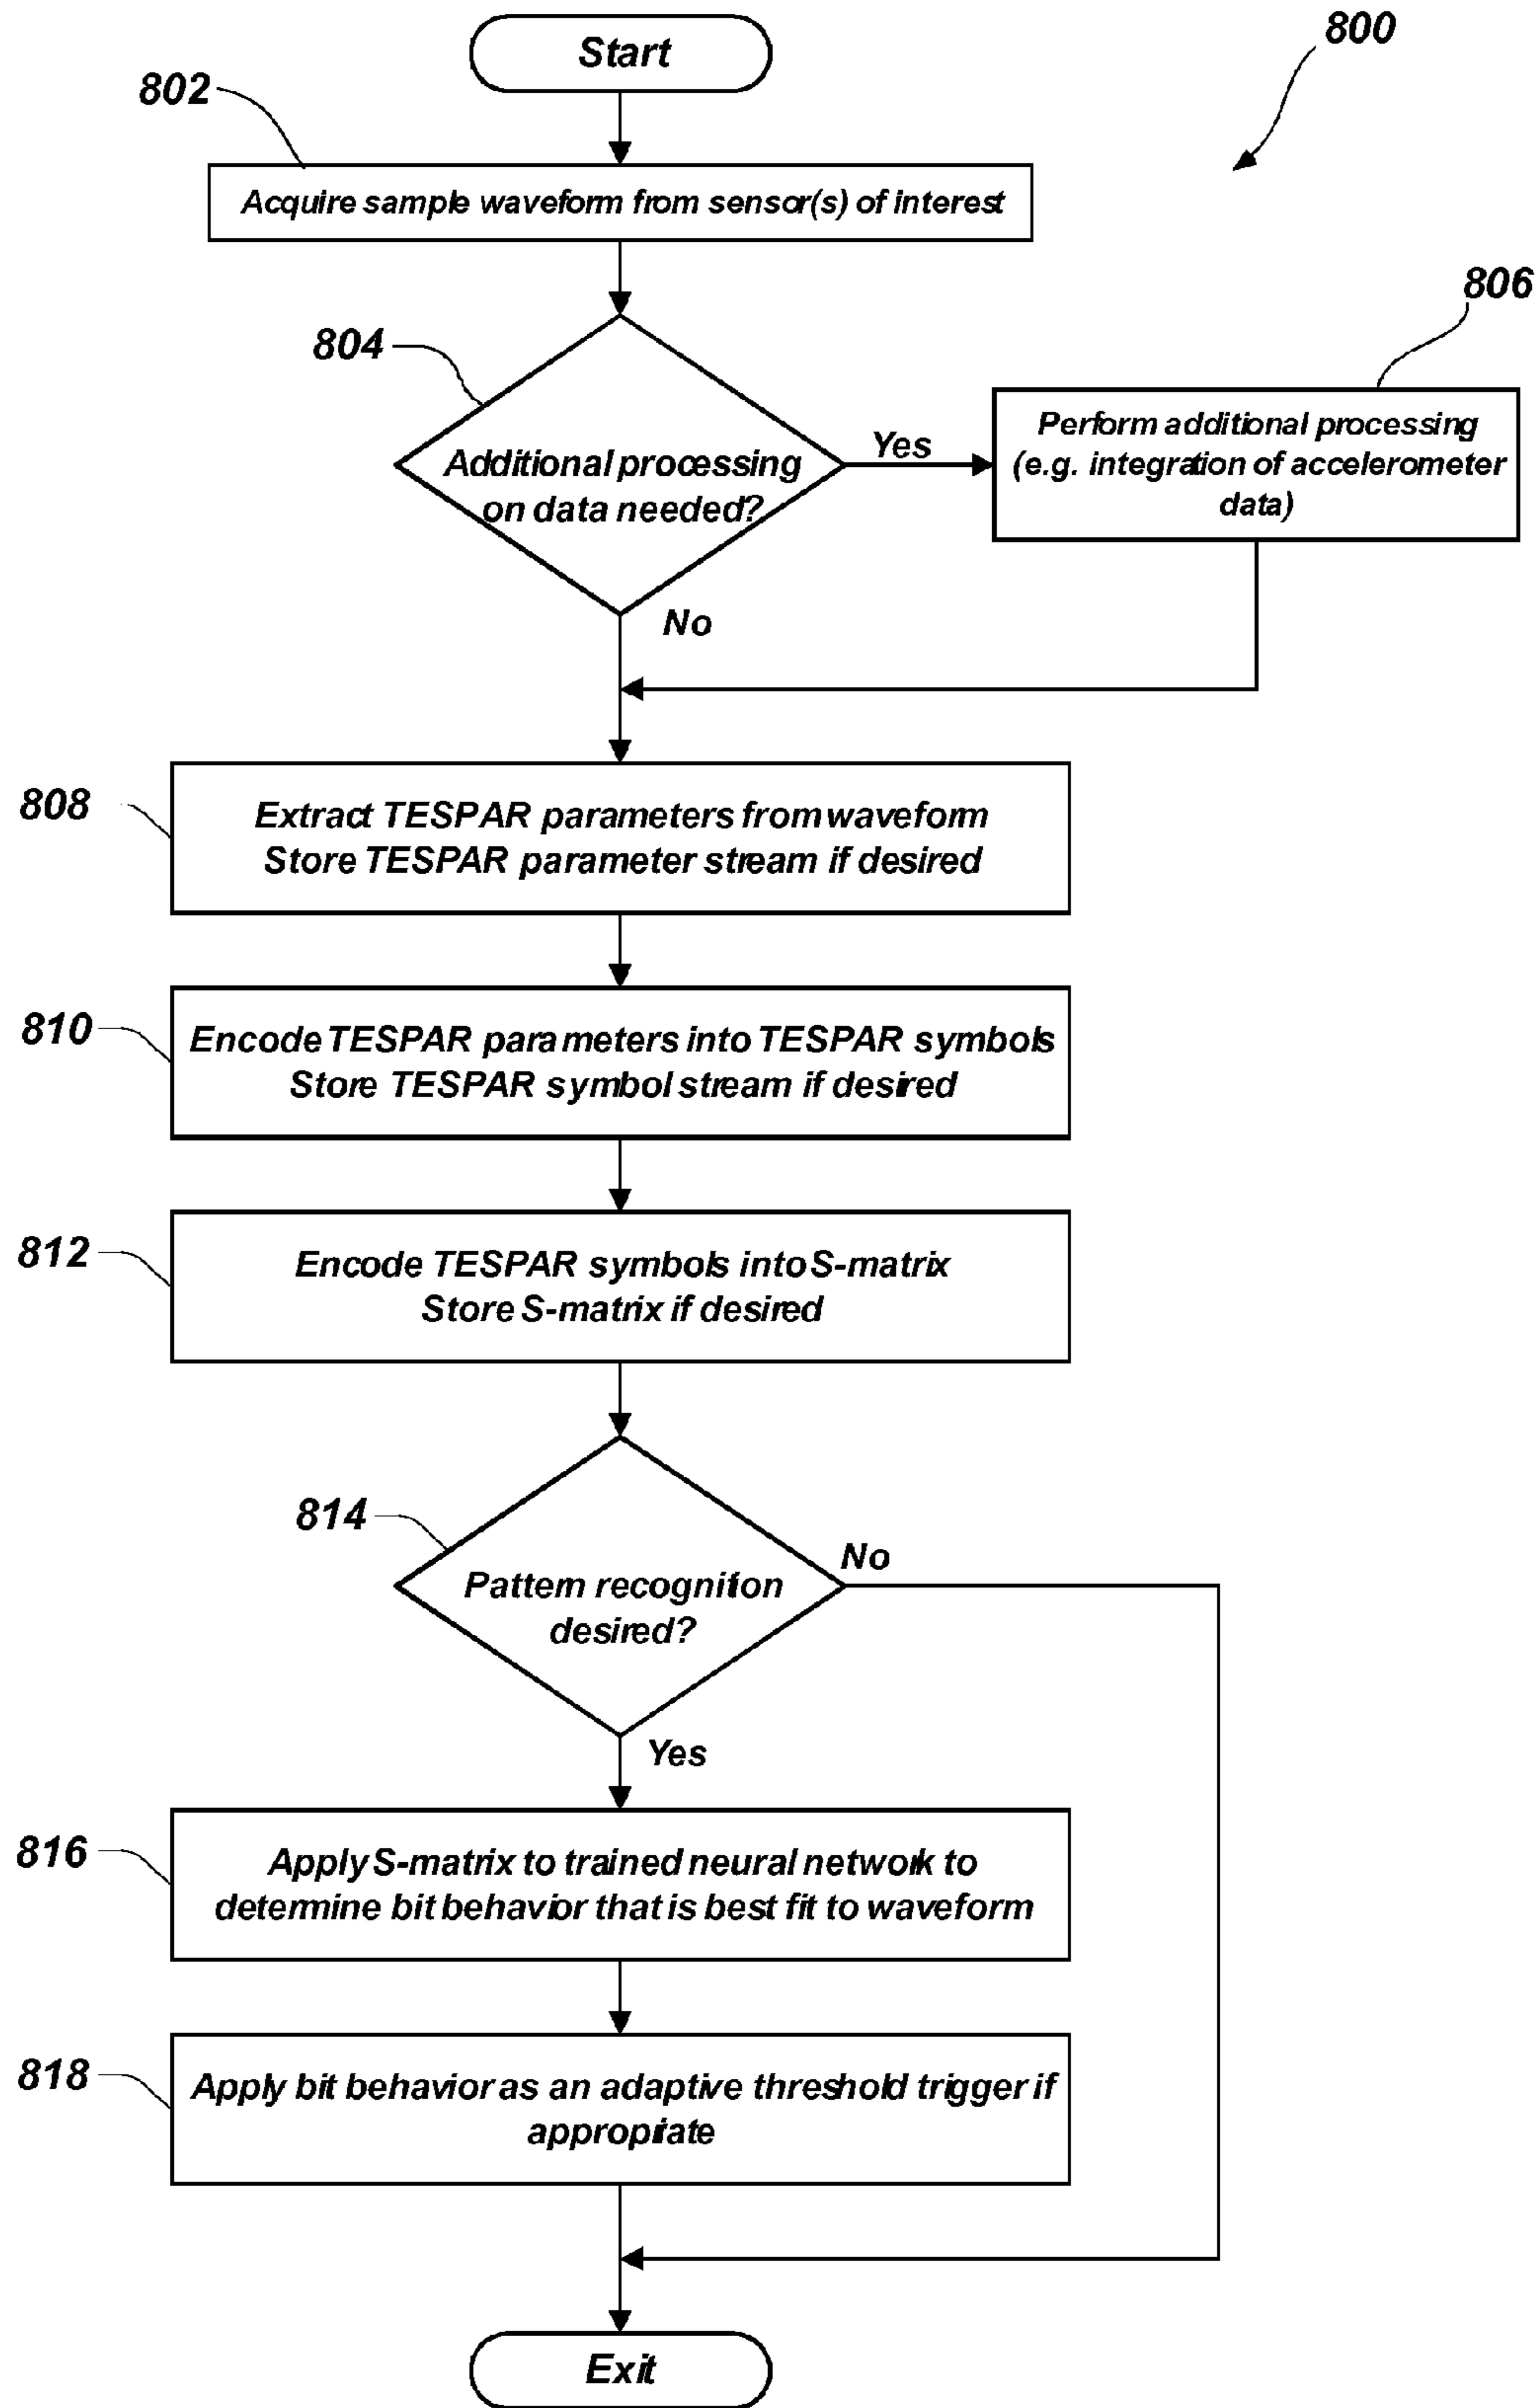 Start
800
802
Acquire sample waveform from sensor(s) of interest
806
804
Additional processing
on data needed?
Yes
Perform additional processing
(e.g. integration of accelerometer
data)
No
808
Extract TESPAR parameters from waveform
Store TESPAR parameter stream if desired
810
Encode TESPAR parameters into TESPAR symbols
Store TESPAR symbol stream if desired
812
Encode TESPAR symbols into S-matrix
Store S-matrix if desired
814
No
Pattern recognition
desired?
Yes
816
Apply S-matrix to trained neural network to
determine bit behavior that is best fit to waveform
818
Apply bit behavior as an adaptive threshold trigger if
appropriate
Exit